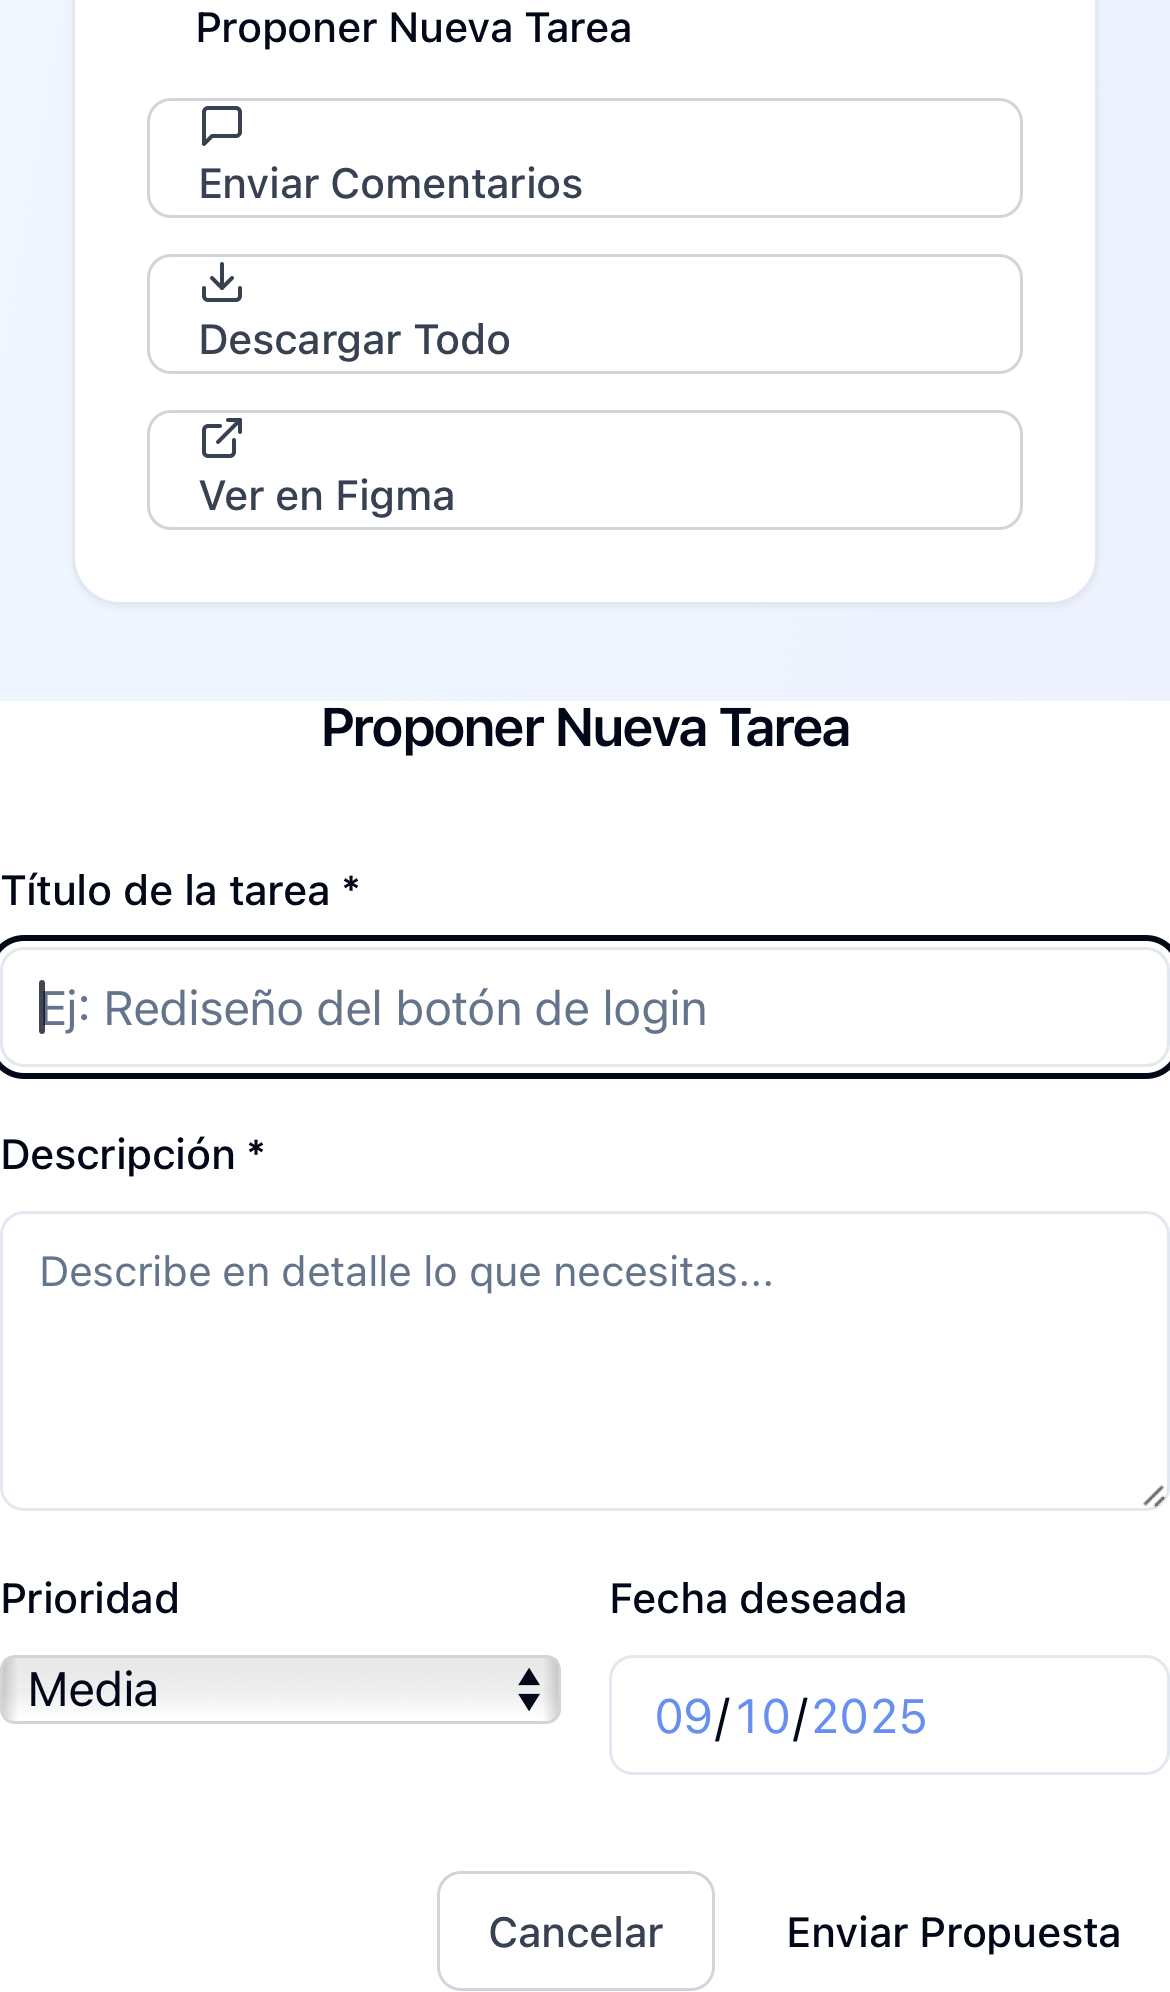 Proponer Nueva Tarea
Enviar Comentarios
Descargar Todo
Ver en Figma
Proponer Nueva Tarea
Título de la tarea *
Ej: Rediseño del botón de login
Descripción *
Describe en detalle lo que necesitas...
Prioridad
Media
Fecha deseada
09/10/2025
Cancelar
Enviar Propuesta